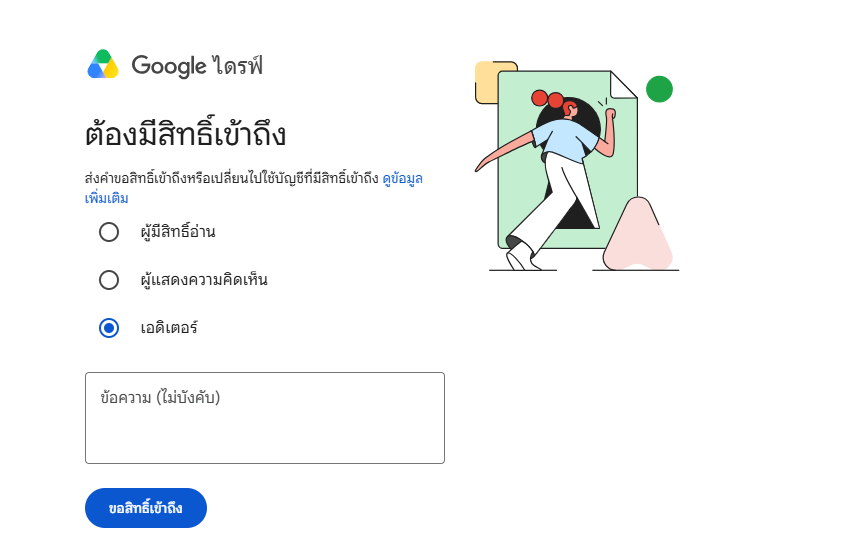 Google ไดรฟ์
ต้องมีสิทธิ์เข้าถึง
ส่งคำขอสิทธิ์เข้าถึงหรือเปลี่ยนไปใช้บัญชีที่มีสิทธิ์เข้าถึง ดูข้อมูล
เพิ่มเติม
ผู้มีสิทธิ์อ่าน
ผู้แสดงความคิดเห็น
เอดิเตอร์
ข้อความ (ไม่บังคับ)
ขอสิทธิ์เข้าถึง